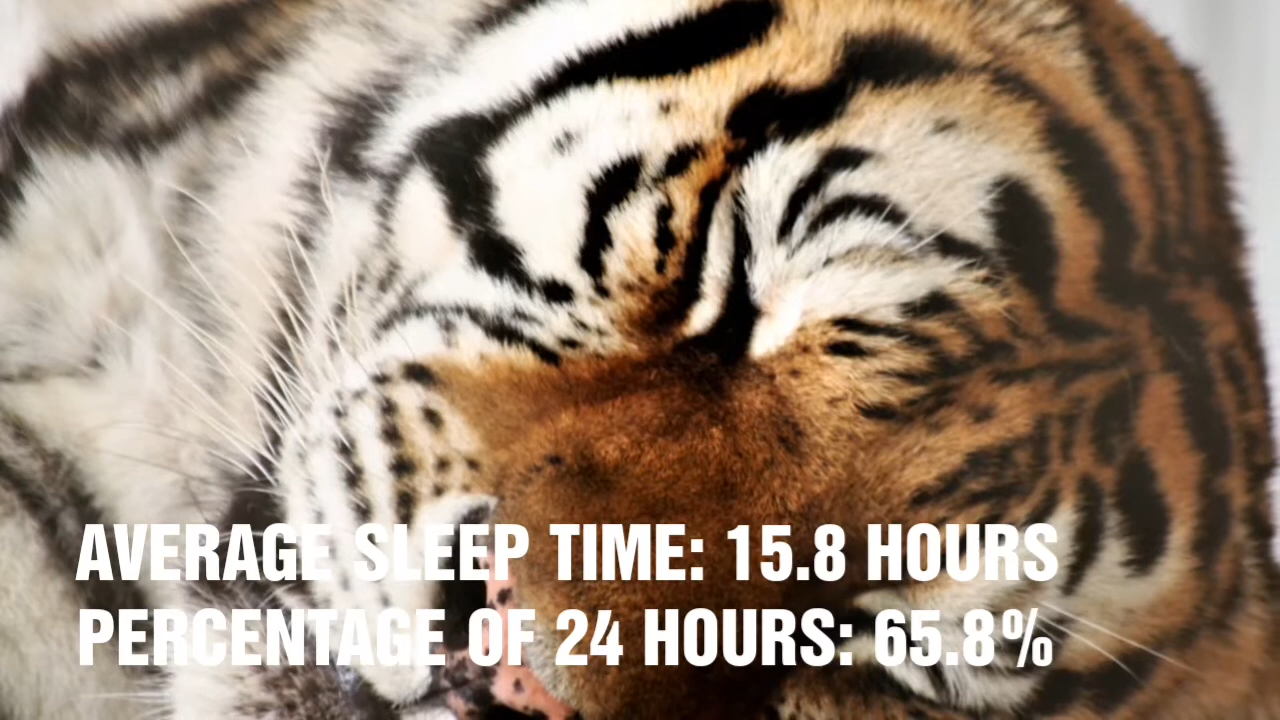 AVERAGE SLEEP TIME: 15.8 HOURS
PERCENTAGE OF 24 HOURS: 65.8%